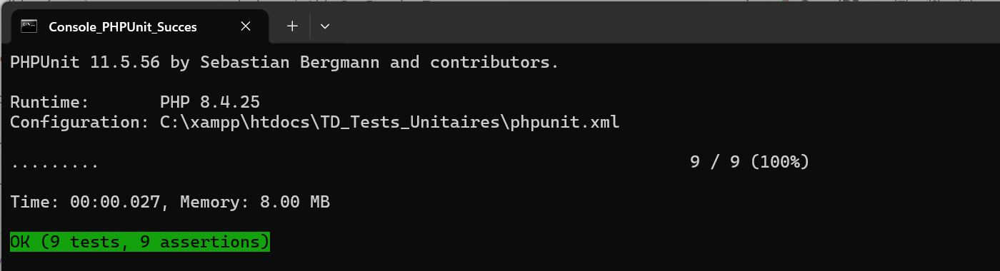 Console_PHPUnit_Succes
PHPUnit 11.5.56 by Sebastian Bergmann and contributors.
Runtime:       PHP 8.4.25
Configuration: C:\xampp\htdocs\TD_Tests_Unitaires\phpunit.xml
.........                                                           9 / 9 (100%)
Time: 00:00.027, Memory: 8.00 MB
OK (9 tests, 9 assertions)